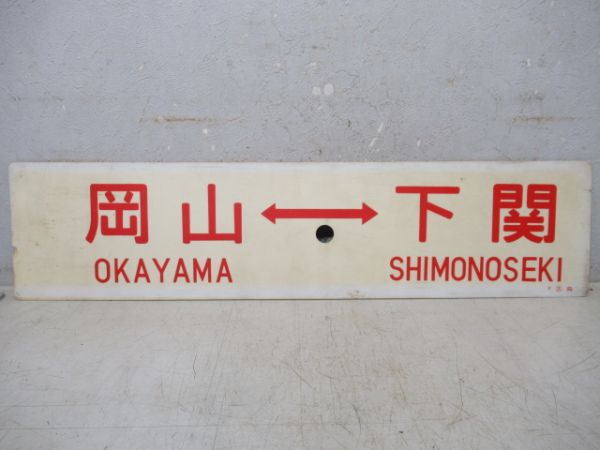 岡山 ↔ 下関
OKAYAMA SHIMONOSEKI